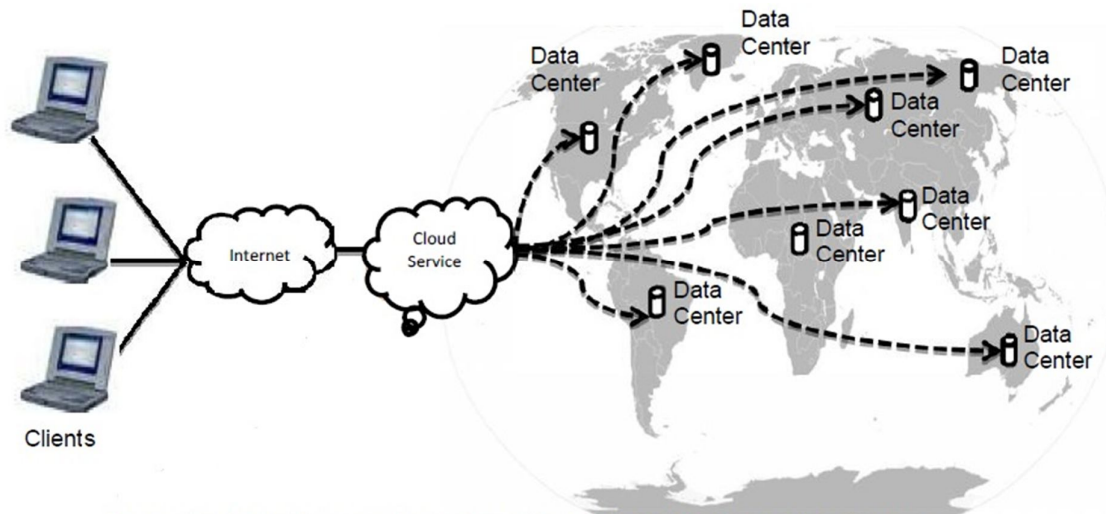 Data
Center
Data
Center
Data
Center
Data
Center
Internet
Cloud
Service
Data
Center
Data
Center
Data
Center
Data
Center
Clients